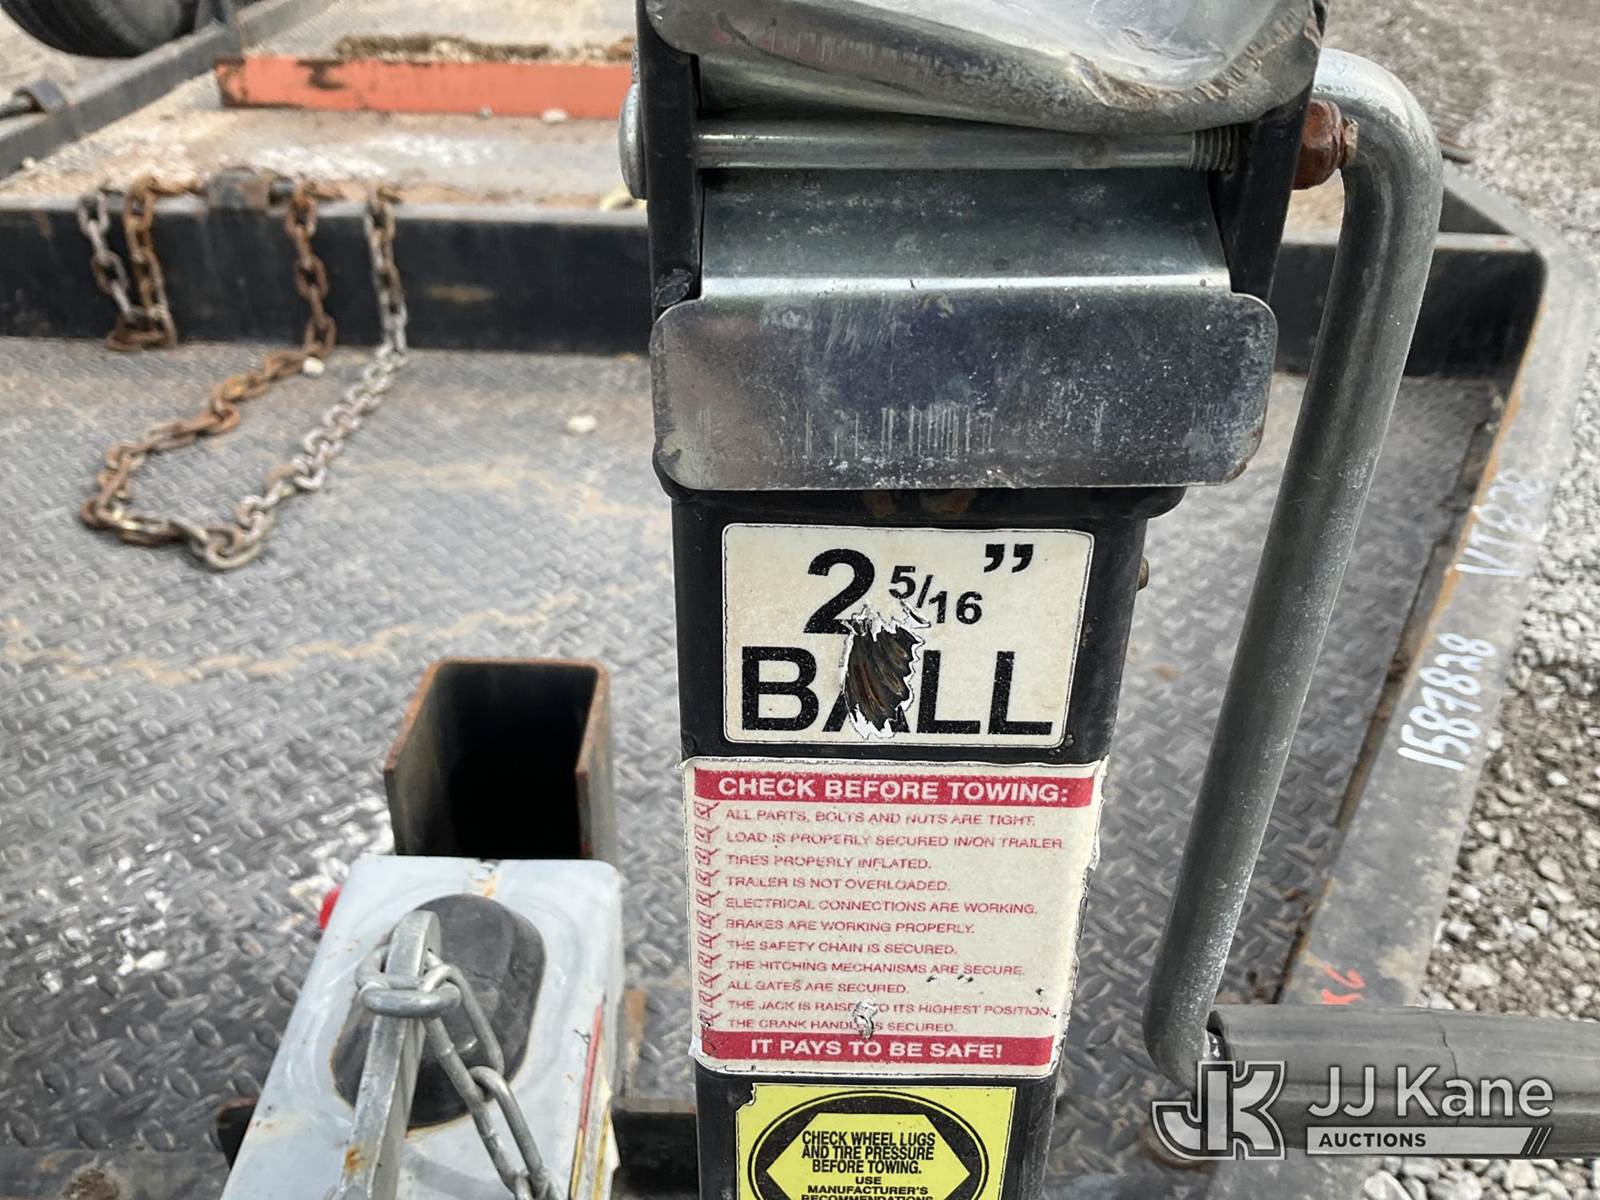 2 5/16"
BALL
CHECK BEFORE TOWING:
ALL PARTS, BOLTS AND NUTS ARE TIGHT.
LOAD IS PROPERLY SECURED IN/ON TRAILER
TIRES PROPERLY INFLATED.
TRAILER IS NOT OVERLOADED.
ELECTRICAL CONNECTIONS ARE WORKING.
BRAKES ARE WORKING PROPERLY.
THE SAFETY CHAIN IS SECURED.
THE HITCHING MECHANISMS ARE SECURE.
ALL GATES ARE SECURED.
THE JACK IS RAISED TO ITS HIGHEST POSITION.
THE CRANK HANDLE IS SECURED.
IT PAYS TO BE SAFE!
CHECK WHEEL LUGS
AND TIRE PRESSURE
BEFORE TOWING.
USE
MANUFACTURER'S
RECOMMENDATIONS
1587828 VT828
JK JJ Kane
AUCTIONS